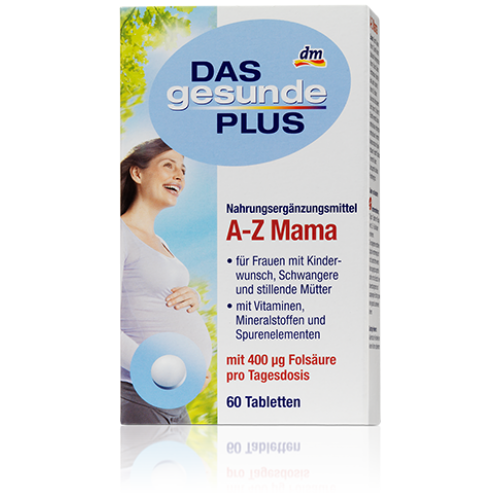 dm
DAS
gesunde
PLUS
Nahrungsergänzungsmittel
A-Z Mama
• für Frauen mit Kinder-
wunsch, Schwangere
und stillende Mütter
• mit Vitaminen,
Mineralstoffen und
Spurenelementen
mit 400 µg Folsäure
pro Tagesdosis
60 Tabletten